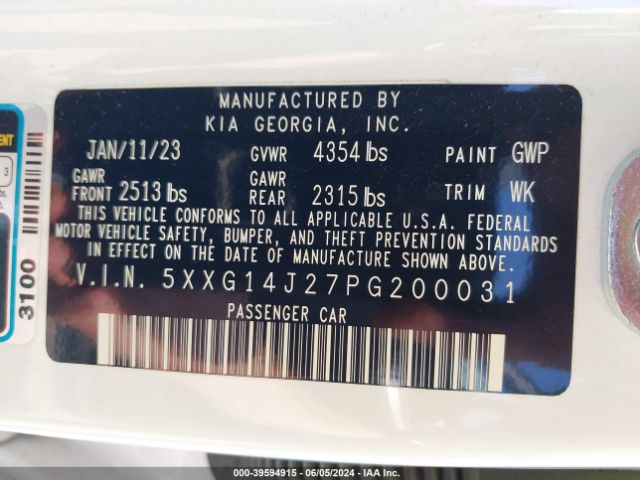 MANUFACTURED BY
KIA GEORGIA, INC.
JAN/11/23 GVWR 4354 lbs PAINT GWP
GAWR FRONT 2513 lbs GAWR REAR 2315 lbs TRIM WK
THIS VEHICLE CONFORMS TO ALL APPLICABLE U.S.A. FEDERAL
MOTOR VEHICLE SAFETY, BUMPER, AND THEFT PREVENTION STANDARDS
IN EFFECT ON THE DATE OF MANUFACTURE SHOWN ABOVE.
V.I.N. 5XXG14J27PG200031
PASSENGER CAR
3100
3
000-39594915 - 06/05/2024 - IAA Inc.